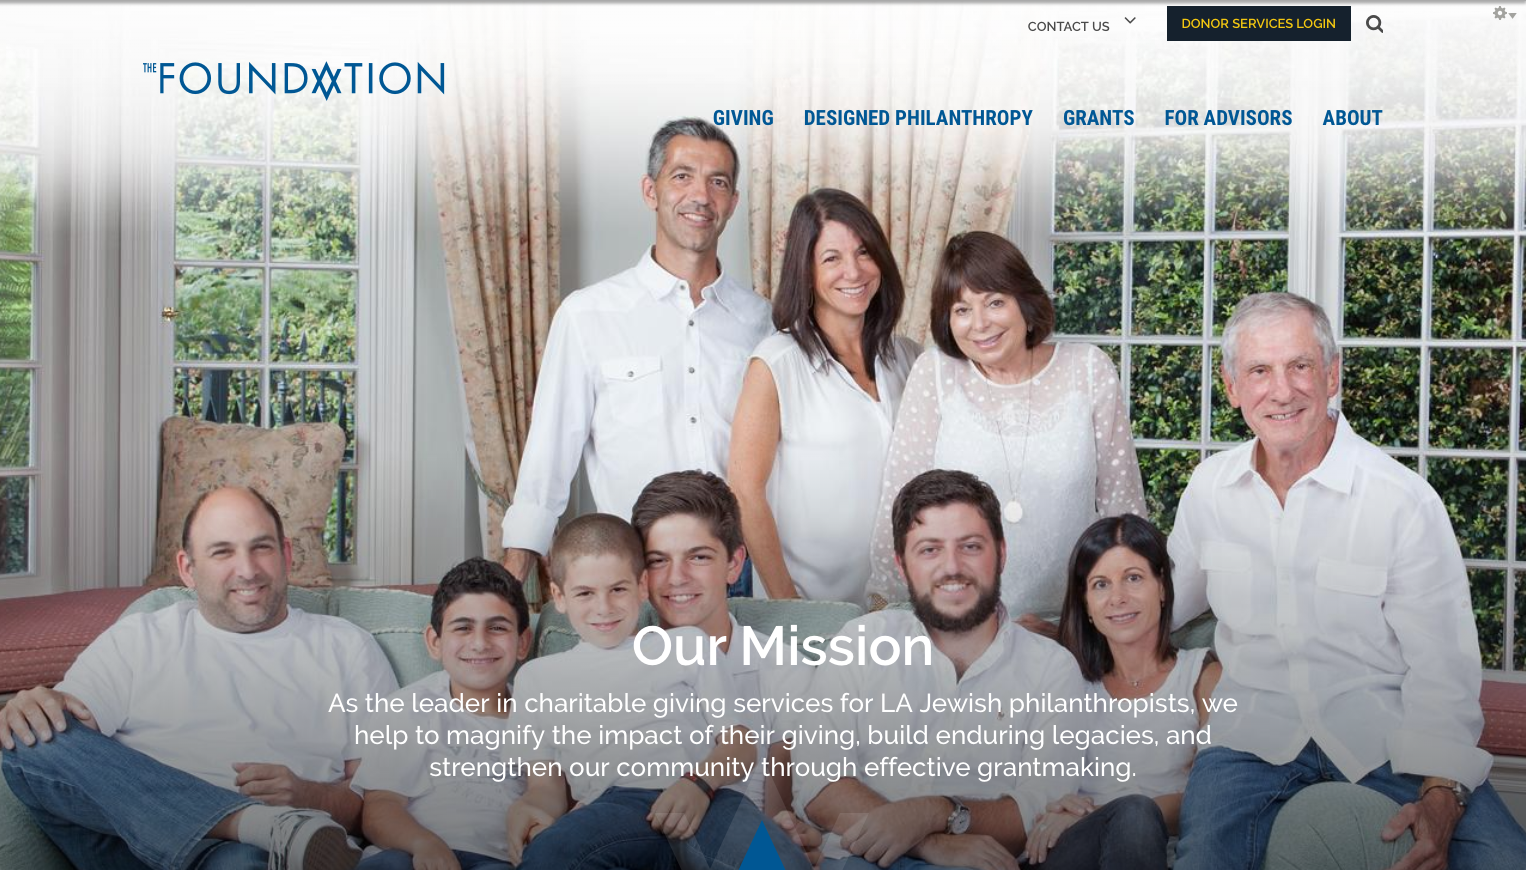 CONTACT US
DONOR SERVICES LOGIN
THE FOUNDATION
GIVING DESIGNED PHILANTHROPY GRANTS FOR ADVISORS ABOUT
Our Mission
As the leader in charitable giving services for LA Jewish philanthropists, we
help to magnify the impact of their giving, build enduring legacies, and
strengthen our community through effective grantmaking.